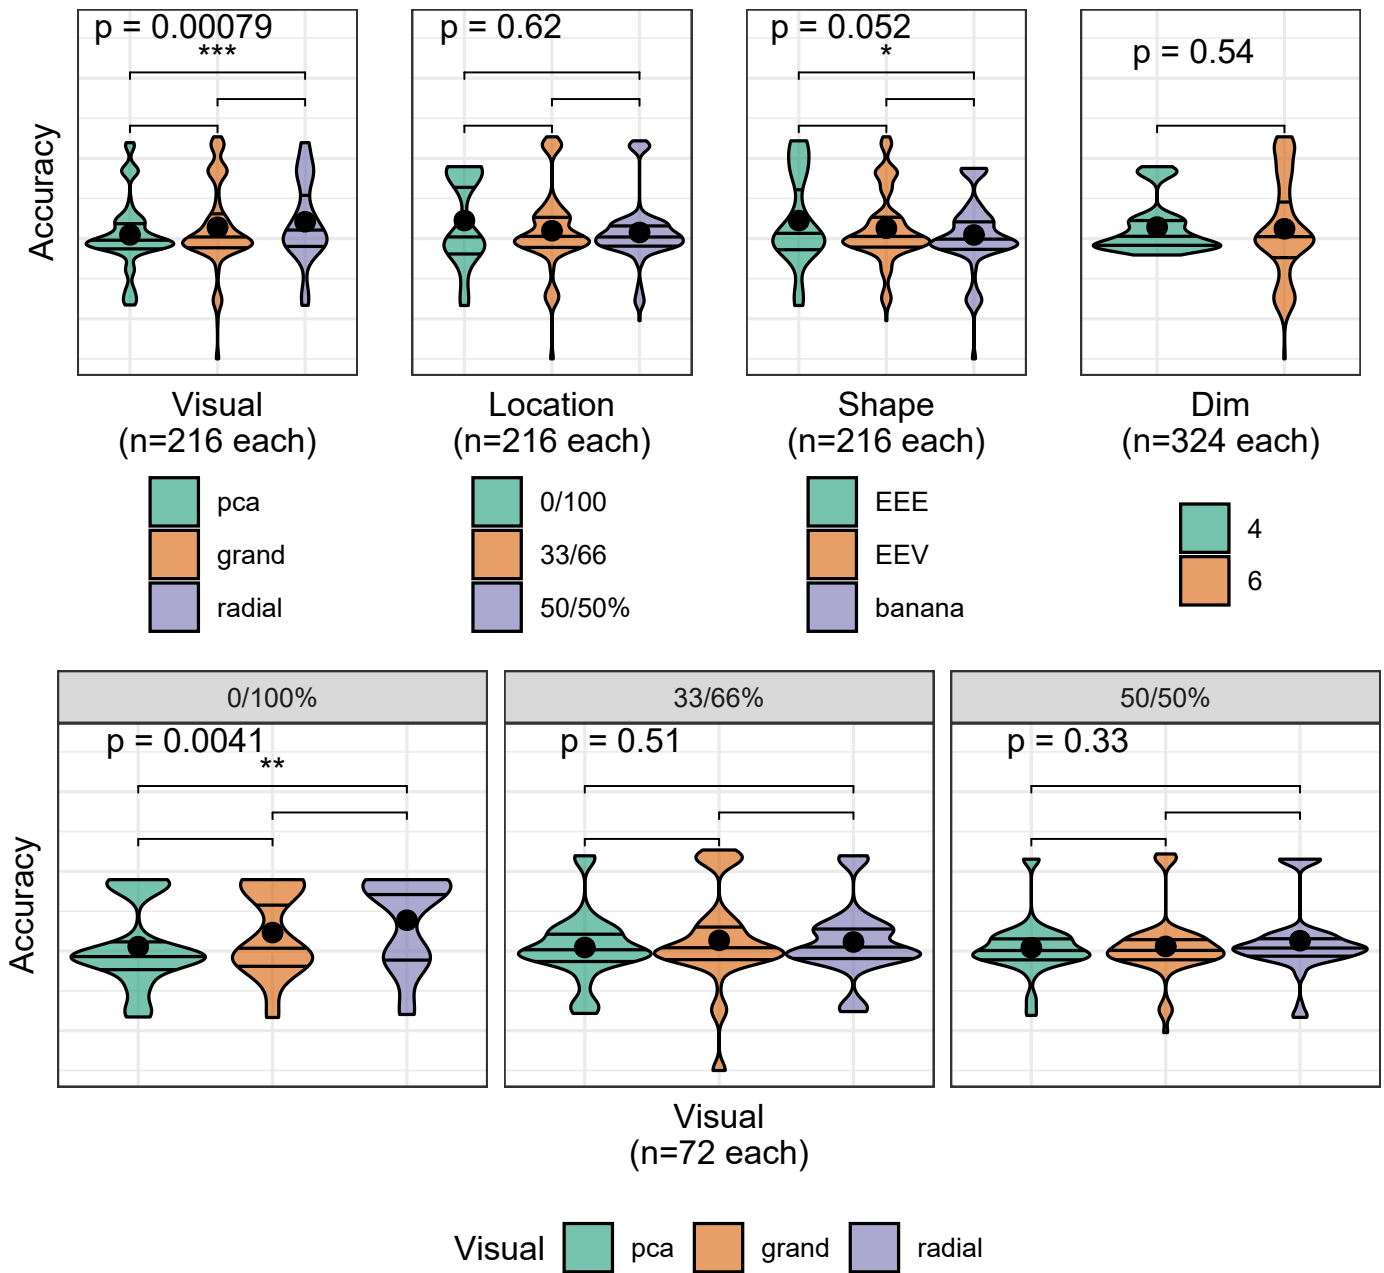 p = 0.00079
***
p = 0.62
p = 0.052
*
p = 0.54
Accuracy
Visual
(n=216 each)
Location
(n=216 each)
Shape
(n=216 each)
Dim
(n=324 each)
pca
grand
radial
0/100
33/66
50/50%
EEE
EEV
banana
4
6
0/100%
33/66%
50/50%
p = 0.0041
**
p = 0.51
p = 0.33
Accuracy
Visual
(n=72 each)
Visual pca grand radial